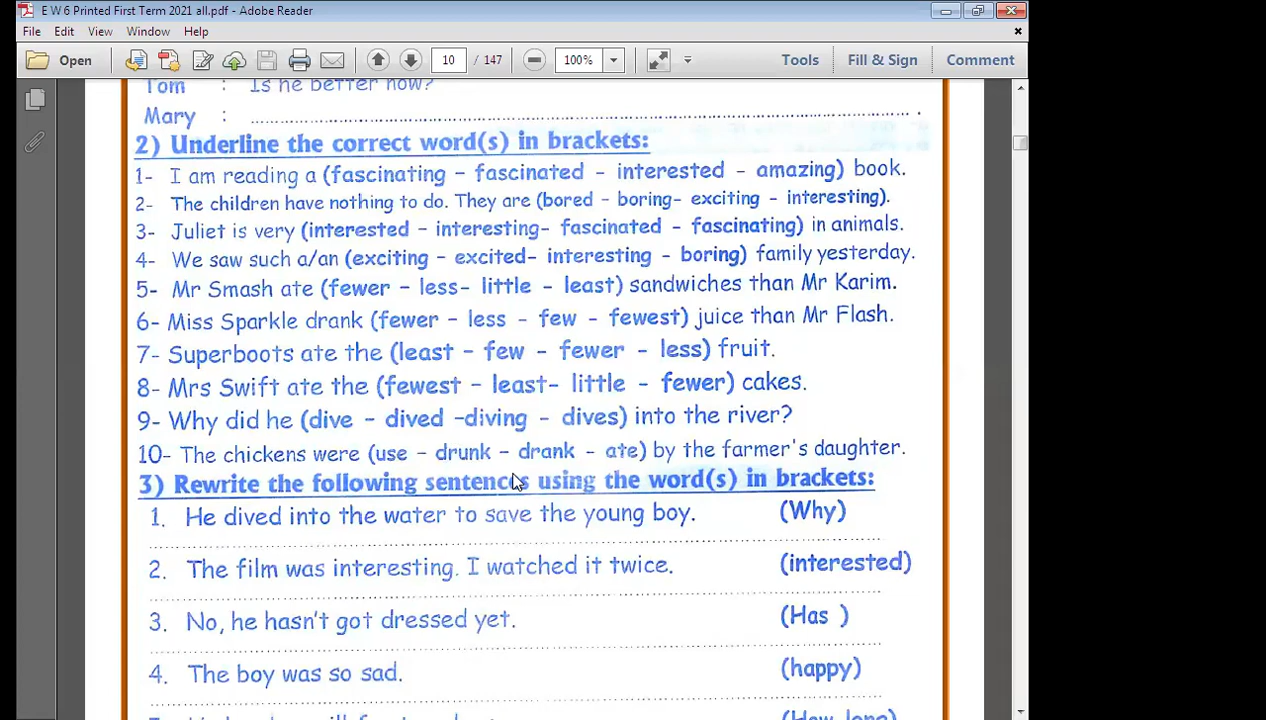 E W 6 Printed First Term 2021 all.pdf - Adobe Reader
File Edit View Window Help
Open 10 / 147 100% Tools Fill & Sign Comment
Tom : Is he better now?
Mary : .
2) Underline the correct word(s) in brackets:
1- I am reading a (fascinating - fascinated - interested - amazing) book.
2- The children have nothing to do. They are (bored - boring- exciting - interesting).
3- Juliet is very (interested - interesting- fascinated - fascinating) in animals.
4- We saw such a/an (exciting - excited- interesting - boring) family yesterday.
5- Mr Smash ate (fewer - less- little - least) sandwiches than Mr Karim.
6- Miss Sparkle drank (fewer - less - few - fewest) juice than Mr Flash.
7- Superboots ate the (least - few - fewer - less) fruit.
8- Mrs Swift ate the (fewest - least- little - fewer) cakes.
9- Why did he (dive - dived -diving - dives) into the river?
10- The chickens were (use - drunk - drank - ate) by the farmer's daughter.
3) Rewrite the following sentences using the word(s) in brackets:
1. He dived into the water to save the young boy. (Why)
2. The film was interesting. I watched it twice. (interested)
3. No, he hasn't got dressed yet. (Has )
4. The boy was so sad. (happy)
(How long)